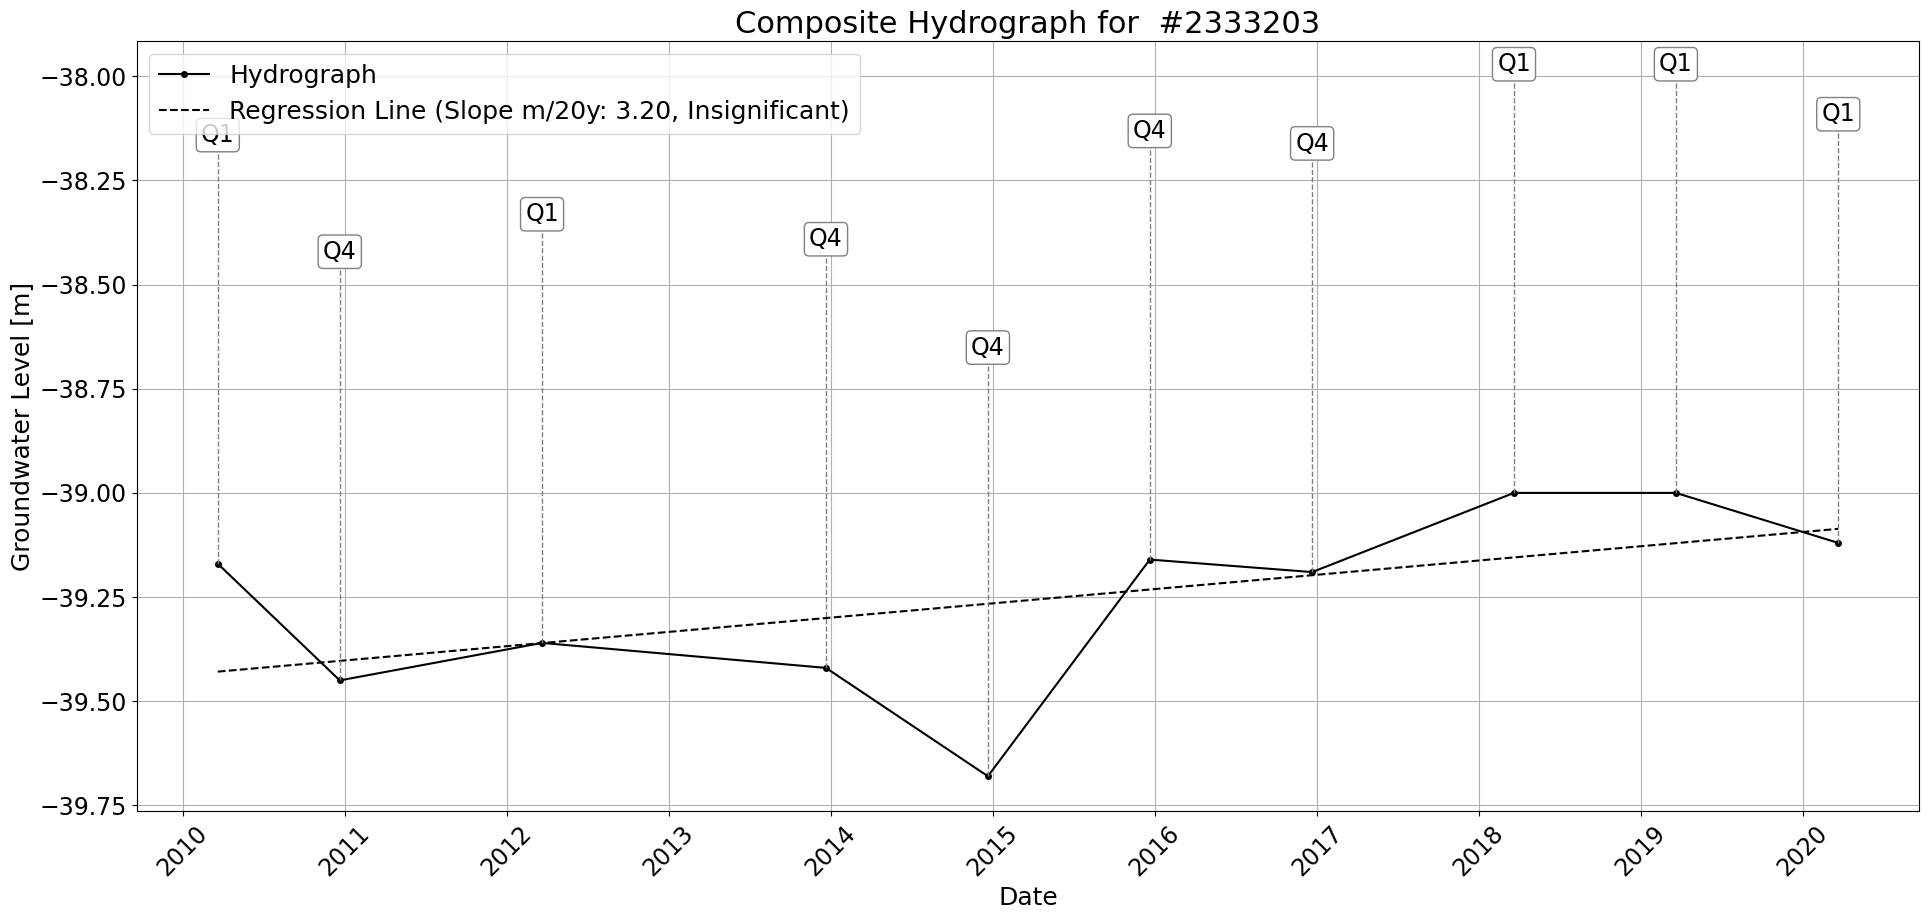 Composite Hydrograph for  #2333203
Hydrograph
Regression Line (Slope m/20y: 3.20, Insignificant)
Q1
Q4
Q1
Q4
Q4
Q4
Q4
Q1
Q1
Q1
Groundwater Level [m]
−38.00
−38.25
−38.50
−38.75
−39.00
−39.25
−39.50
−39.75
2010
2011
2012
2013
2014
2015
2016
2017
2018
2019
2020
Date